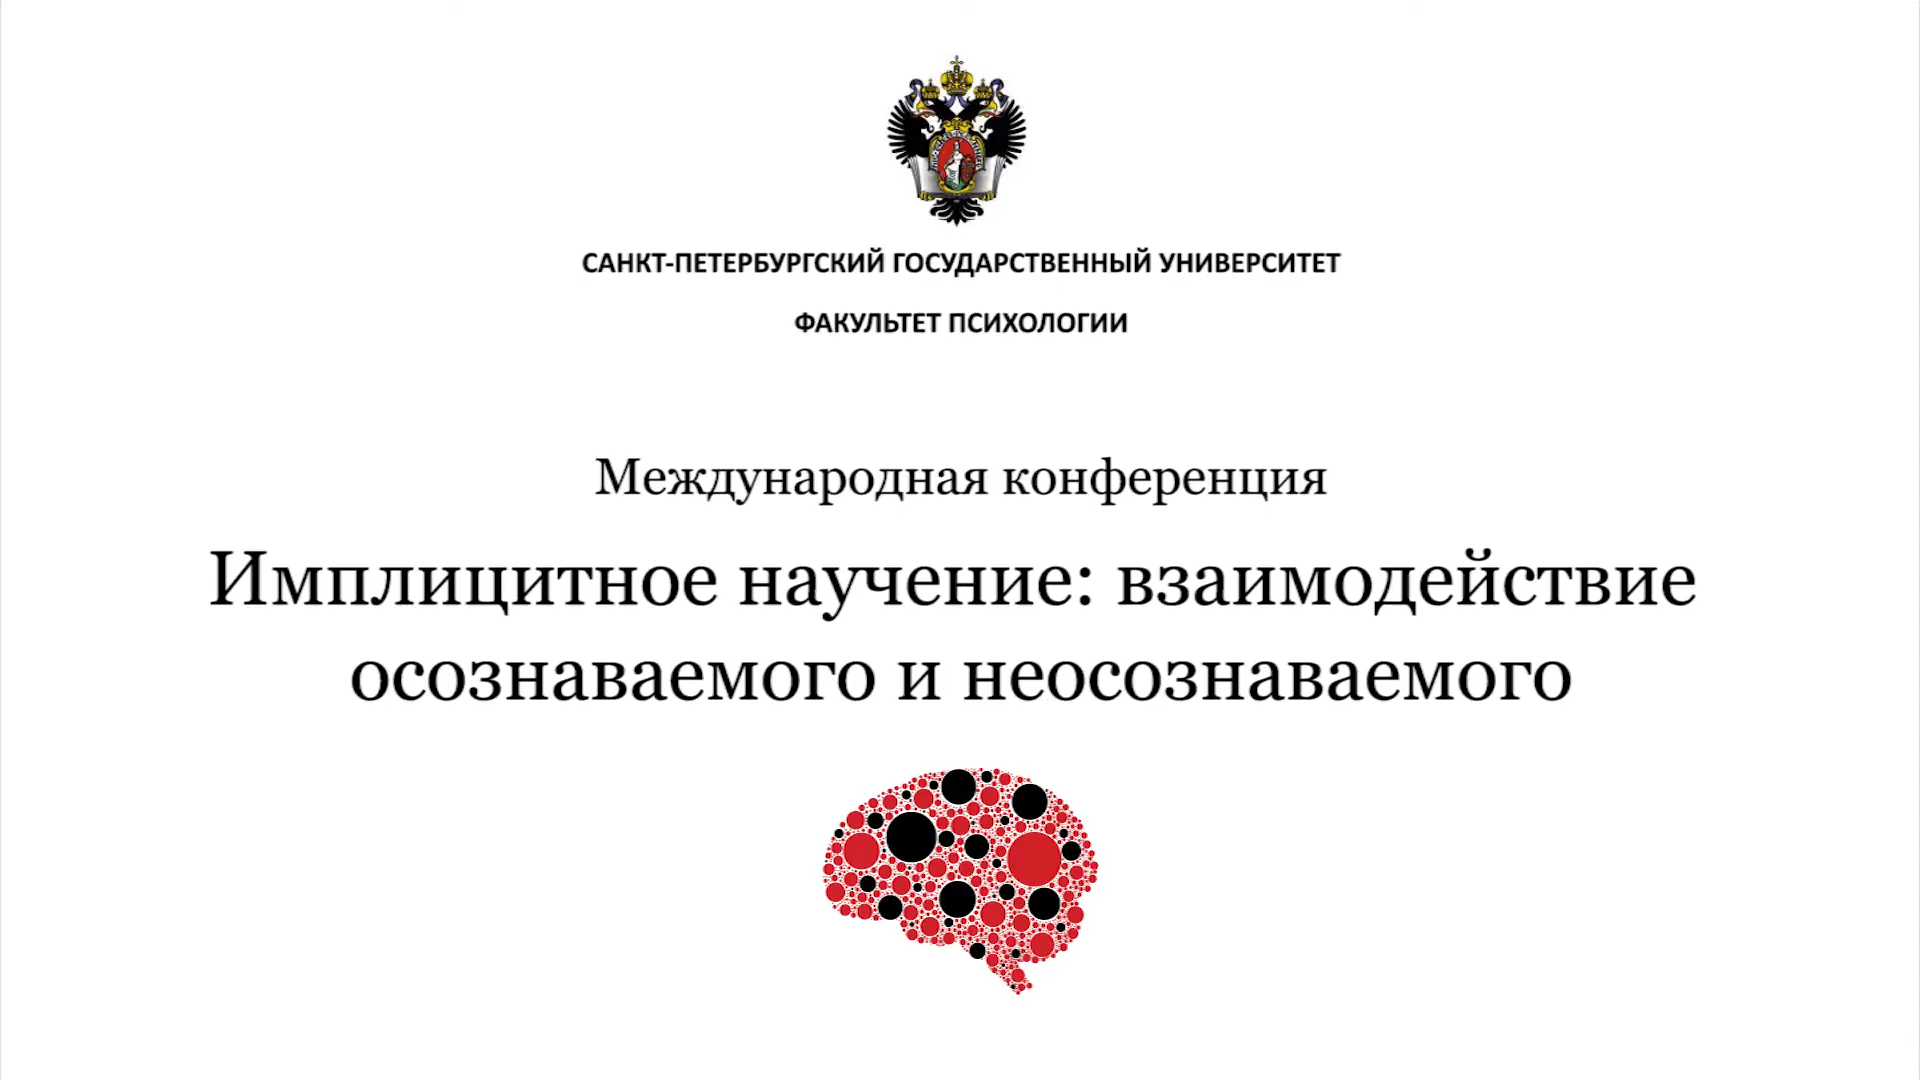 САНКТ-ПЕТЕРБУРГСКИЙ ГОСУДАРСТВЕННЫЙ УНИВЕРСИТЕТ
ФАКУЛЬТЕТ ПСИХОЛОГИИ
Международная конференция
Имплицитное научение: взаимодействие
осознаваемого и неосознаваемого